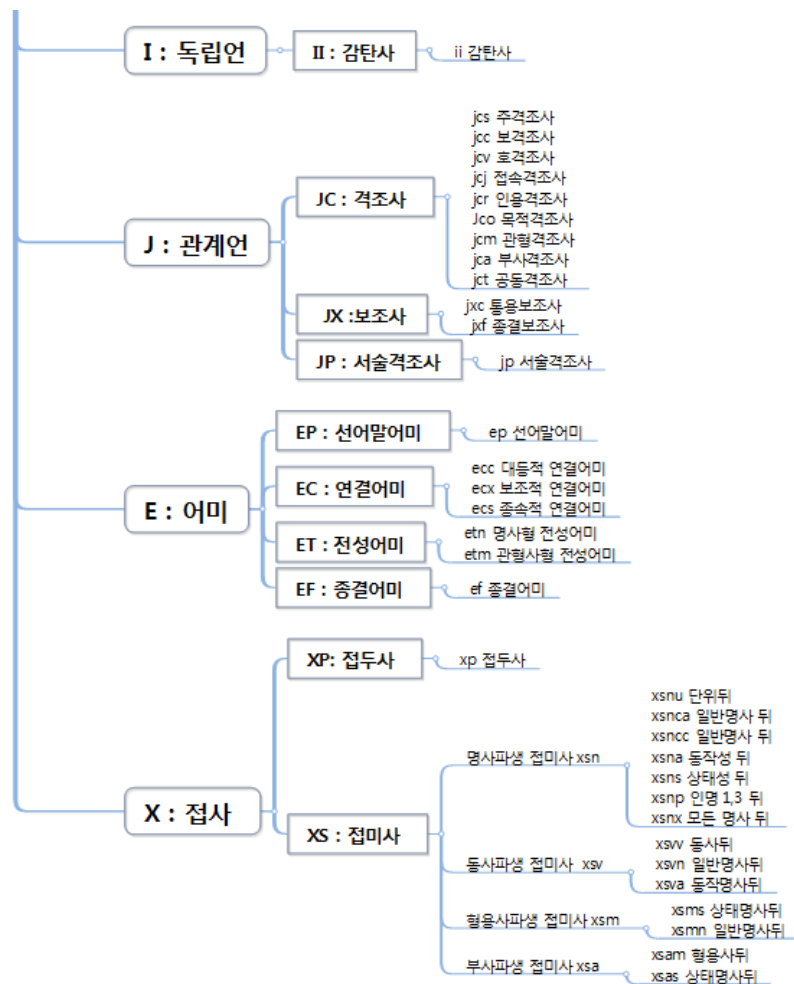 I : 독립언
II : 감탄사
ii 감탄사
J : 관계언
JC : 격조사
jcs 주격조사
jcc 보격조사
jcv 호격조사
jcj 접속격조사
jcr 인용격조사
Jco 목적격조사
jcm 관형격조사
jca 부사격조사
jct 공동격조사
JX :보조사
jxc 통용보조사
jxf 종결보조사
JP : 서술격조사
jp 서술격조사
E : 어미
EP : 선어말어미
ep 선어말어미
EC : 연결어미
ecc 대등적 연결어미
ecx 보조적 연결어미
ecs 종속적 연결어미
ET : 전성어미
etn 명사형 전성어미
etm 관형사형 전성어미
EF : 종결어미
ef 종결어미
X : 접사
XP: 접두사
xp 접두사
XS : 접미사
명사파생 접미사 xsn
xsnu 단위뒤
xsnca 일반명사 뒤
xsncc 일반명사 뒤
xsna 동작성 뒤
xsns 상태성 뒤
xsnp 인명 1,3 뒤
xsnx 모든 명사 뒤
동사파생 접미사 xsv
xsvv 동사뒤
xsvn 일반명사뒤
xsva 동작명사뒤
형용사파생 접미사 xsm
xsms 상태명사뒤
xsmn 일반명사뒤
부사파생 접미사 xsa
xsam 형용사뒤
xsas 상태명사뒤